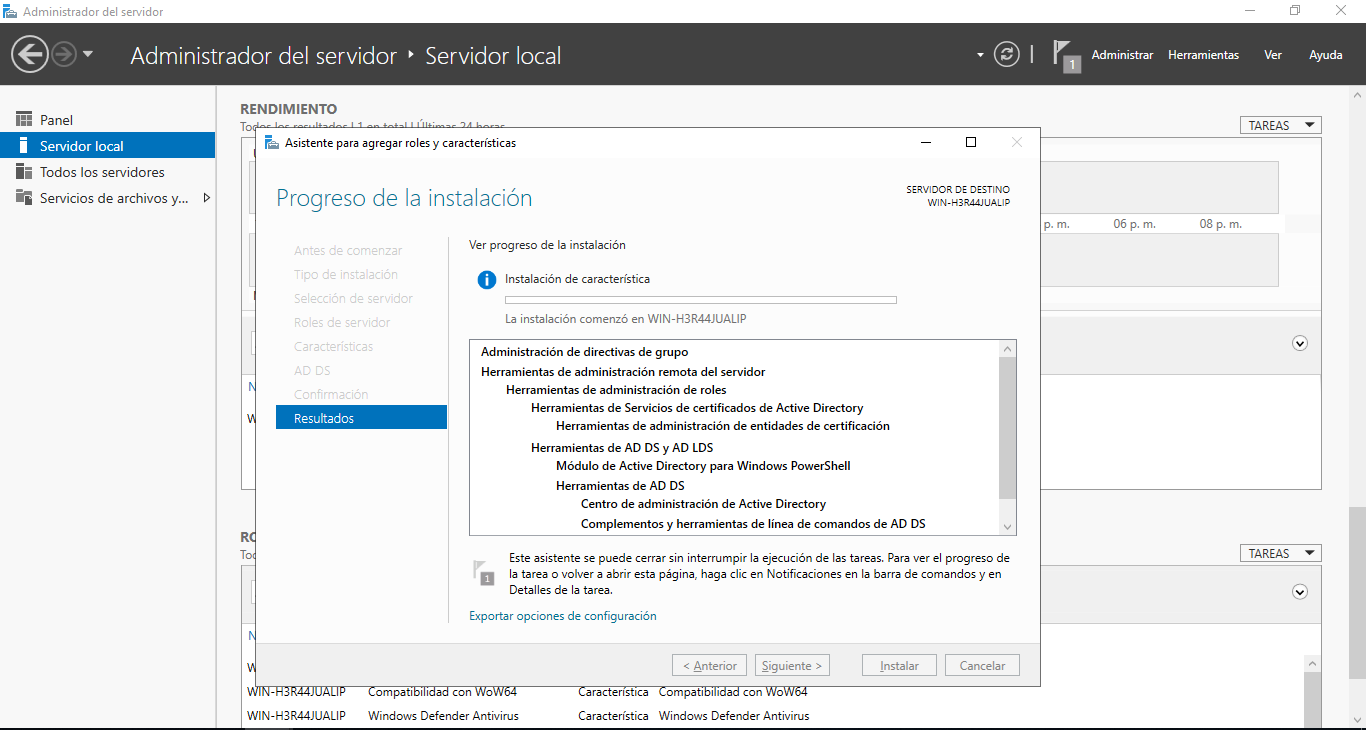 Administrador del servidor
Administrador del servidor ‣ Servidor local
1
Administrar
Herramientas
Ver
Ayuda
Panel
Servidor local
Todos los servidores
Servicios de archivos y...
RENDIMIENTO
Todos los resultados | 1 en total | Últimas 24 horas
TAREAS
p. m.
06 p. m.
08 p. m.
Asistente para agregar roles y características
Progreso de la instalación
SERVIDOR DE DESTINO
WIN-H3R44JUALIP
Antes de comenzar
Tipo de instalación
Selección de servidor
Roles de servidor
Características
AD DS
Confirmación
Resultados
Ver progreso de la instalación
Instalación de característica
La instalación comenzó en WIN-H3R44JUALIP
Administración de directivas de grupo
Herramientas de administración remota del servidor
Herramientas de administración de roles
Herramientas de Servicios de certificados de Active Directory
Herramientas de administración de entidades de certificación
Herramientas de AD DS y AD LDS
Módulo de Active Directory para Windows PowerShell
Herramientas de AD DS
Centro de administración de Active Directory
Complementos y herramientas de línea de comandos de AD DS
1
Este asistente se puede cerrar sin interrumpir la ejecución de las tareas. Para ver el progreso de
la tarea o volver a abrir esta página, haga clic en Notificaciones en la barra de comandos y en
Detalles de la tarea.
Exportar opciones de configuración
< Anterior
Siguiente >
Instalar
Cancelar
TAREAS
WIN-H3R44JUALIP Compatibilidad con WoW64 Característica Compatibilidad con WoW64
WIN-H3R44JUALIP Windows Defender Antivirus Característica Windows Defender Antivirus